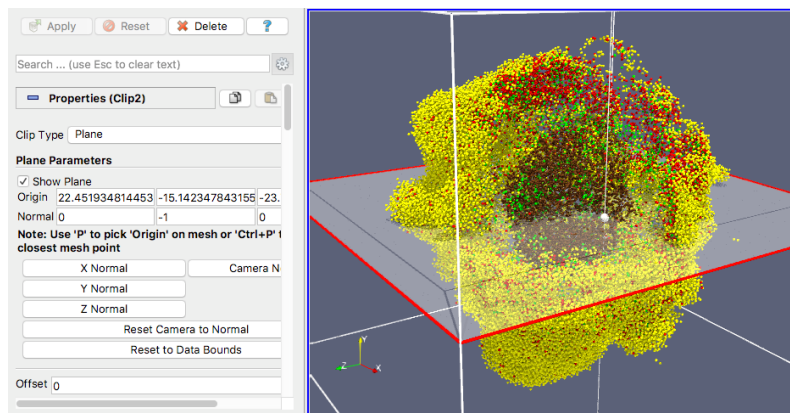 Apply Reset Delete ?
Search ... (use Esc to clear text)
Properties (Clip2)
Clip Type Plane
Plane Parameters
Show Plane
Origin 22.451934814453 -15.142347843155 -23.
Normal 0 -1 0
Note: Use 'P' to pick 'Origin' on mesh or 'Ctrl+P'
closest mesh point
X Normal Camera
Y Normal
Z Normal
Reset Camera to Normal
Reset to Data Bounds
Offset 0
Y
Z X